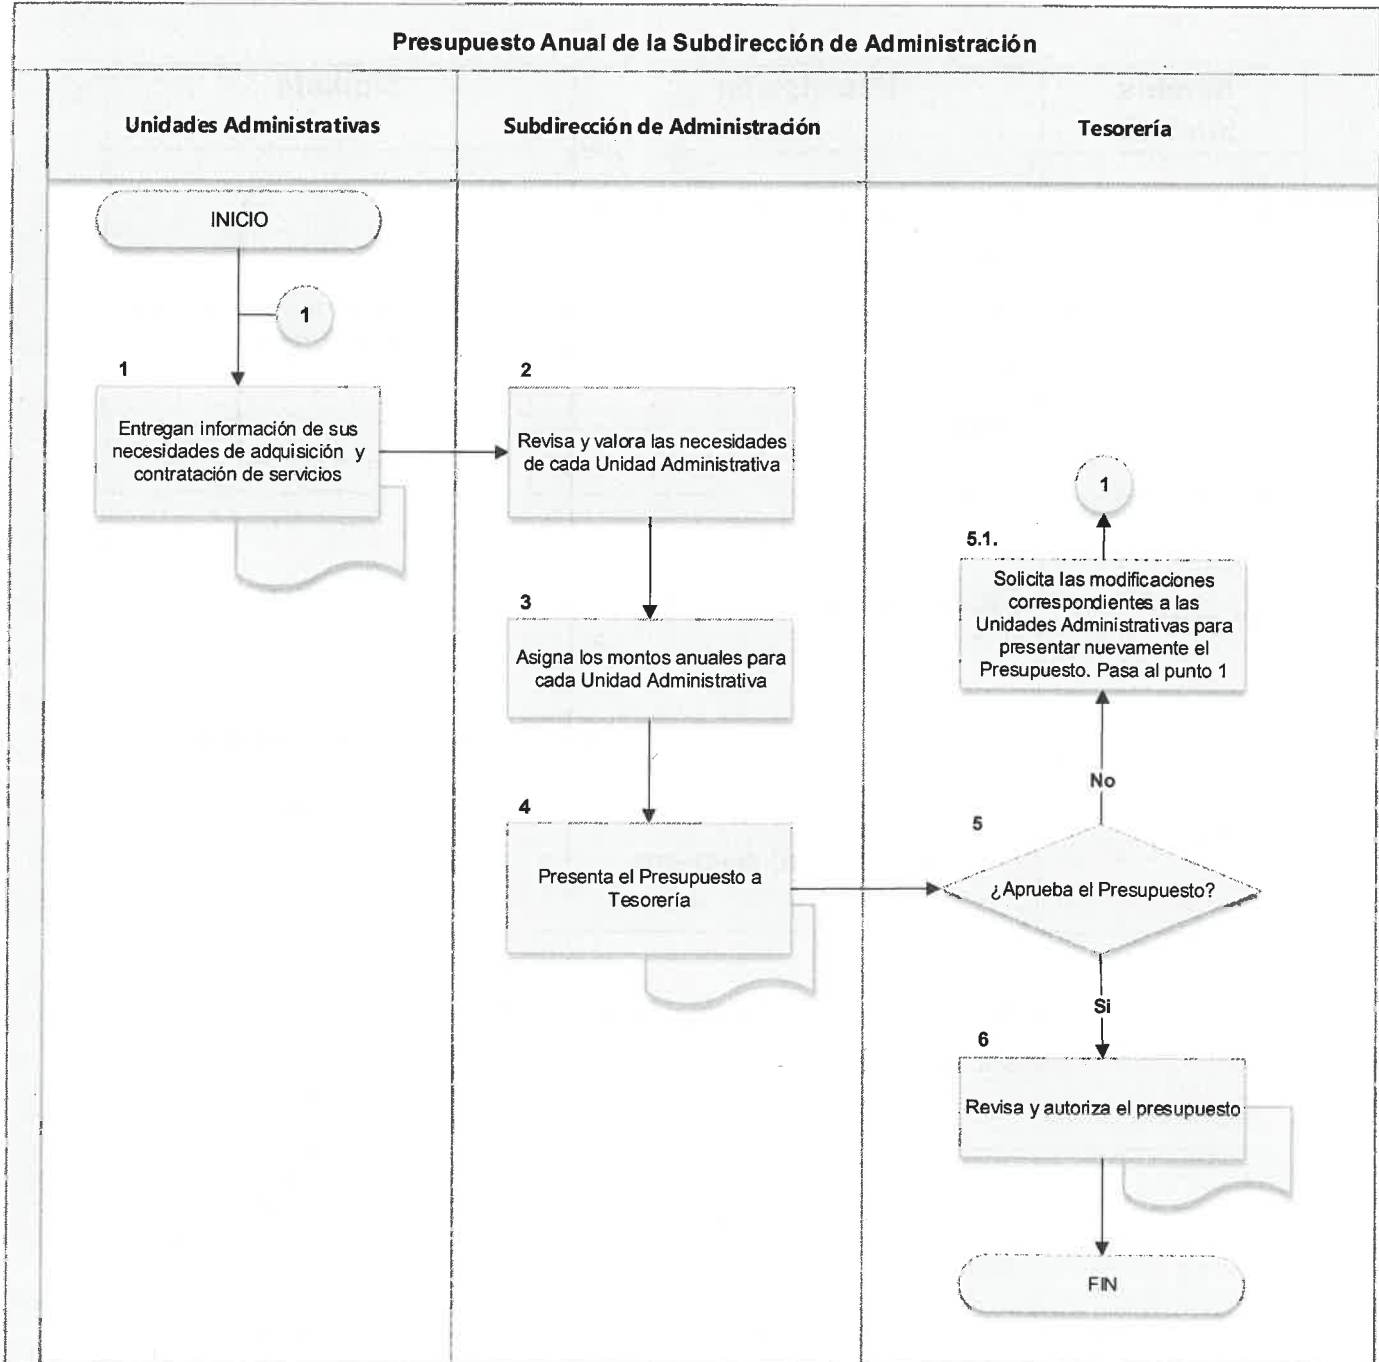 Presupuesto Anual de la Subdirección de Administración
Unidades Administrativas
Subdirección de Administración
Tesorería
INICIO
1
1
Entregan información de sus
necesidades de adquisición y
contratación de servicios
2
Revisa y valora las necesidades
de cada Unidad Administrativa
3
Asigna los montos anuales para
cada Unidad Administrativa
4
Presenta el Presupuesto a
Tesorería
1
5.1.
Solicita las modificaciones
correspondientes a las
Unidades Administrativas para
presentar nuevamente el
Presupuesto. Pasa al punto 1
No
5
¿Aprueba el Presupuesto?
Si
6
Revisa y autoriza el presupuesto
FIN